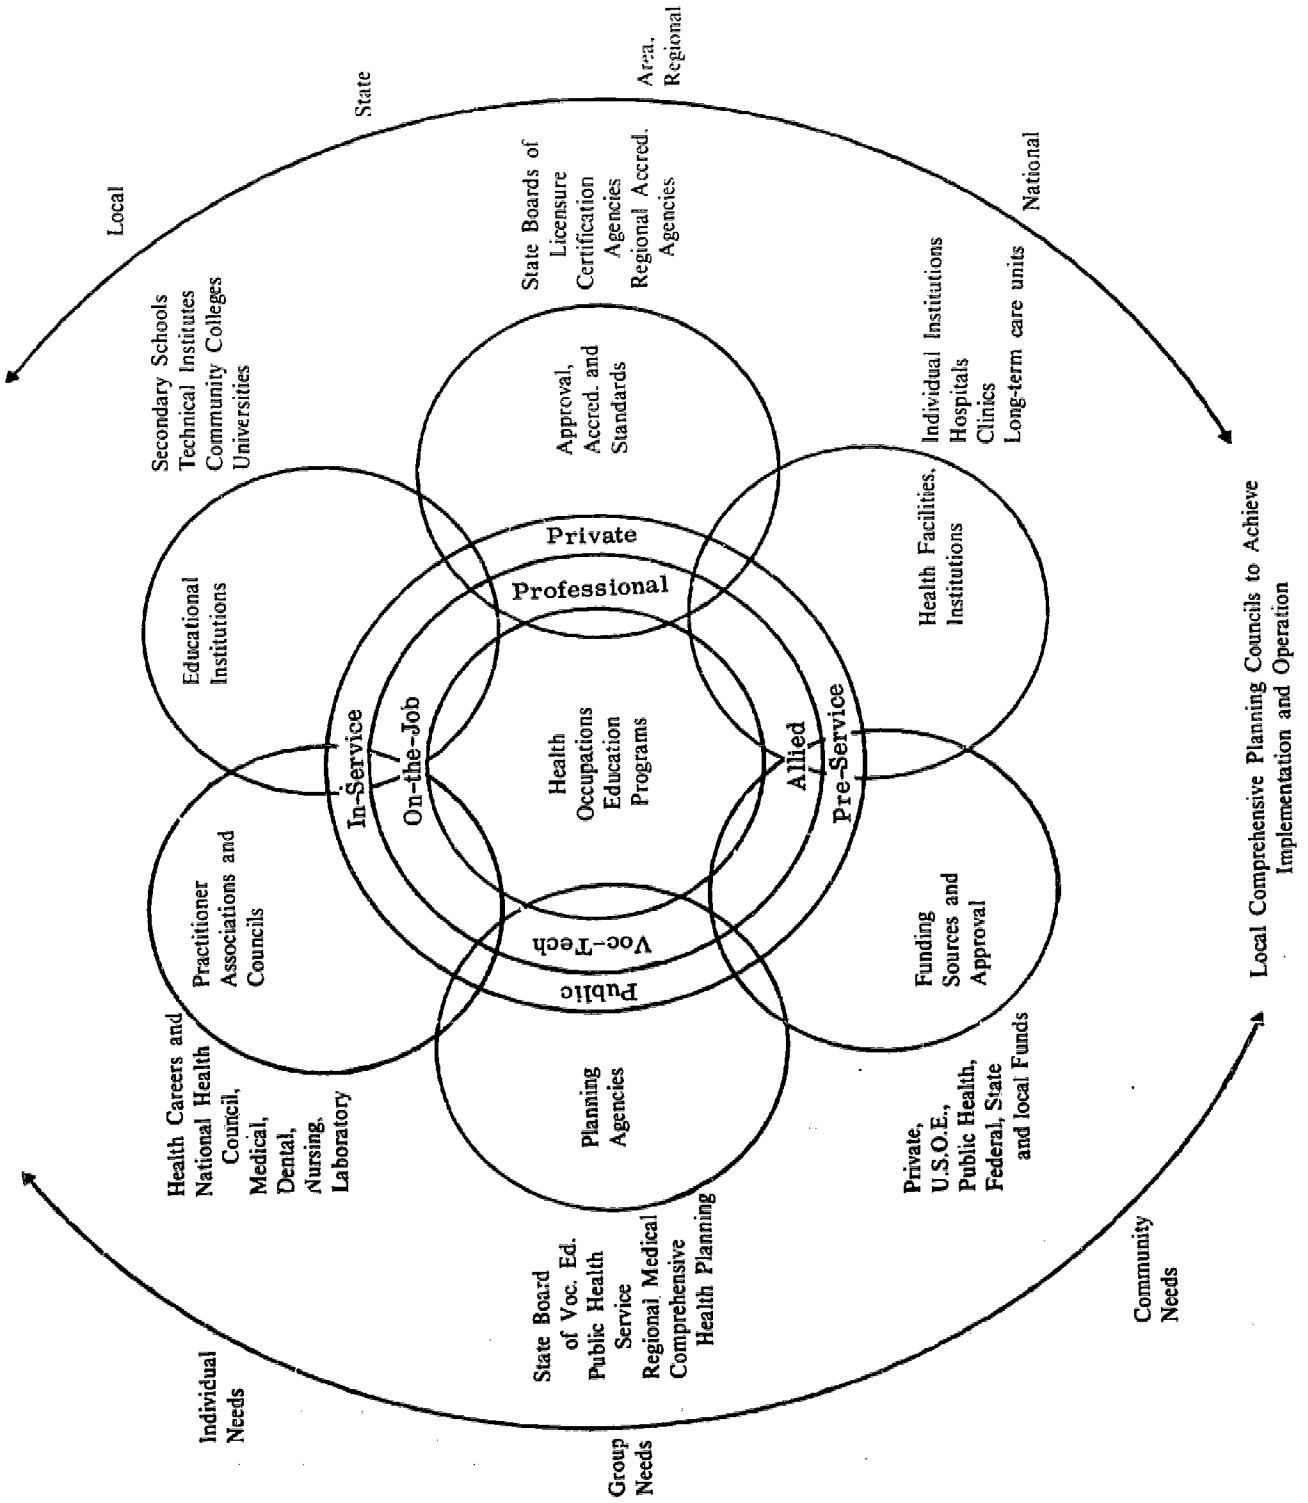 Individual
Needs
Group
Needs
Community
Needs
Local
State
Area,
Regional
National
Health Careers and
National Health
Council,
Medical,
Dental,
Nursing,
Laboratory
Practitioner
Associations and
Councils
Educational
Institutions
Secondary Schools
Technical Institutes
Community Colleges
Universities
State Board
of Voc. Ed.
Public Health
Service
Regional Medical
Comprehensive
Health Planning
Planning
Agencies
Public
Voc-Tech
In-Service
On-the-Job
Health
Occupations
Education
Programs
Allied
Pre-Service
Professional
Private
Approval,
Accred. and
Standards
State Boards of
Licensure
Certification
Agencies
Regional Accred.
Agencies
Private,
U.S.O.E.,
Public Health,
Federal, State
and local Funds
Funding
Sources and
Approval
Health Facilities,
Institutions
Individual Institutions
Hospitals
Clinics
Long-term care units
Local Comprehensive Planning Councils to Achieve
Implementation and Operation